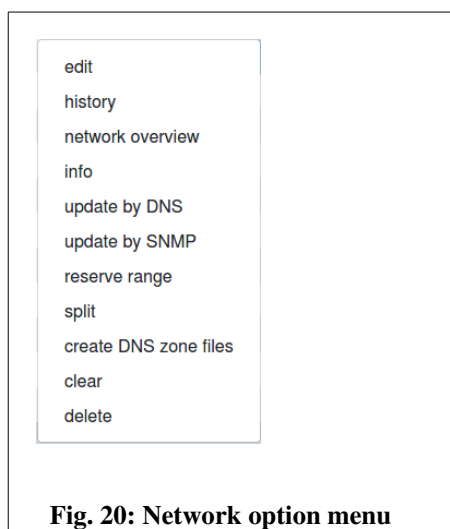 edit
history
network overview
info
update by DNS
update by SNMP
reserve range
split
create DNS zone files
clear
delete
Fig. 20: Network option menu